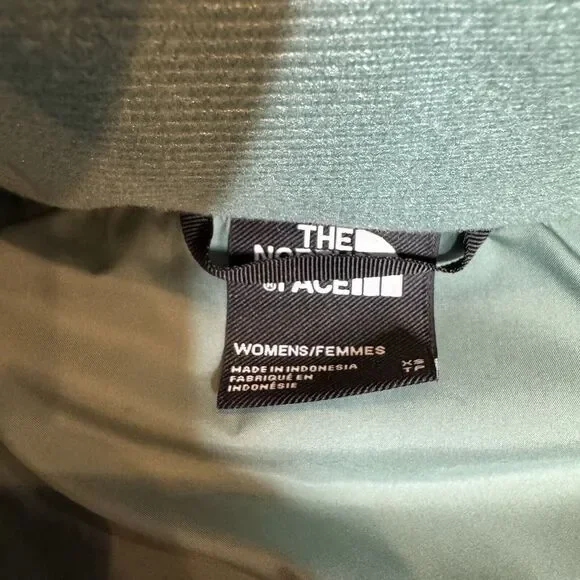 THE
NORTH
®FACE
WOMENS/FEMMES
MADE IN INDONESIA
FABRIQUÉ EN
INDONÉSIE
XS
TP